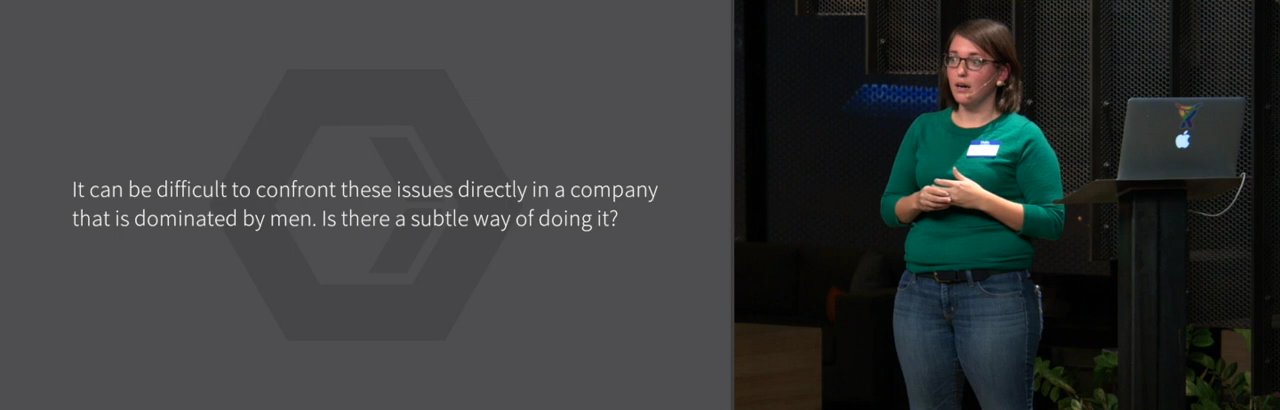 It can be difficult to confront these issues directly in a company
that is dominated by men. Is there a subtle way of doing it?